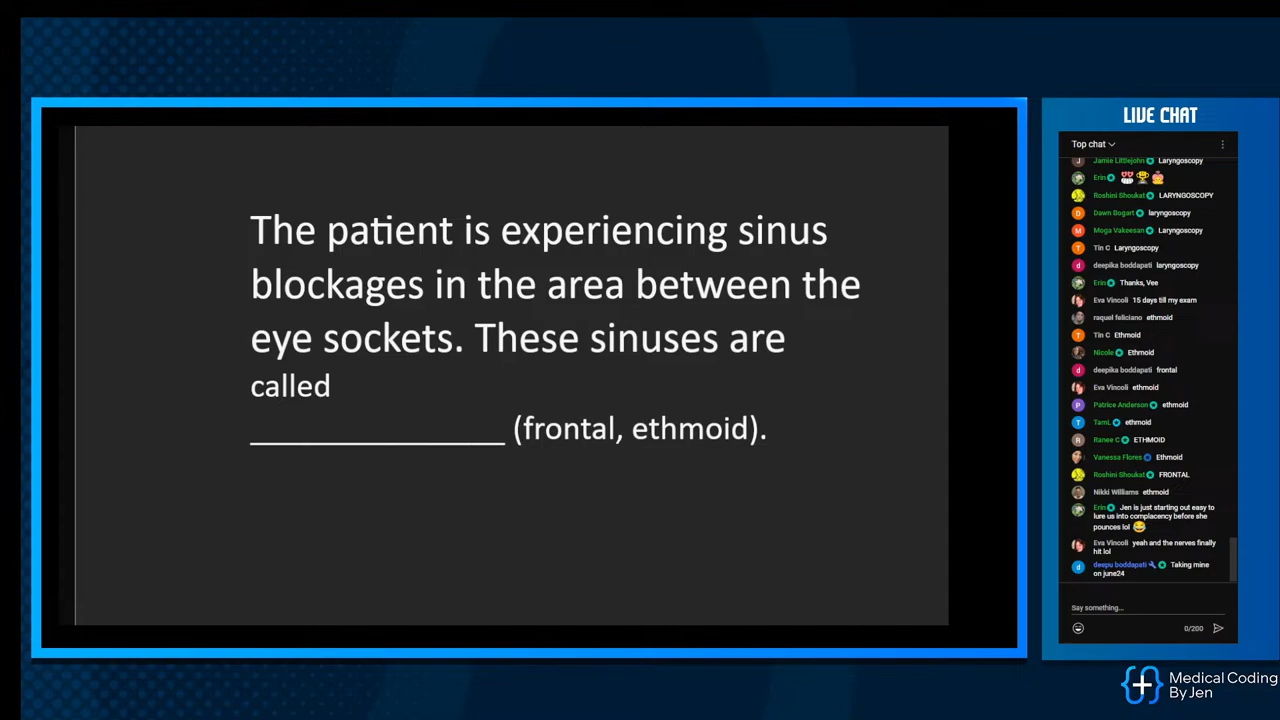 The patient is experiencing sinus
blockages in the area between the
eye sockets. These sinuses are
called
________________ (frontal, ethmoid).
LIVE CHAT
Top chat
Jamie Littlejohn Laryngoscopy
Erin
Roshini Shoukat LARYNGOSCOPY
Dawn Bogart laryngoscopy
Moga Vakeesan Laryngoscopy
Tin C Laryngoscopy
deepika boddapati laryngoscopy
Erin Thanks, Vee
Eva Vincoli 15 days till my exam
raquel feliciano ethmoid
Tin C Ethmoid
Nicole Ethmoid
deepika boddapati frontal
Eva Vincoli ethmoid
Patrice Anderson ethmoid
TamL ethmoid
Ranee C ETHMOID
Vanessa Flores Ethmoid
Roshini Shoukat FRONTAL
Nikki Williams ethmoid
Erin Jen is just starting out easy to
lure us into complacency before she
pounces lol
Eva Vincoli yeah and the nerves finally
hit lol
deepu boddapati Taking mine
on june24
Say something...
0/200
Medical Coding
By Jen